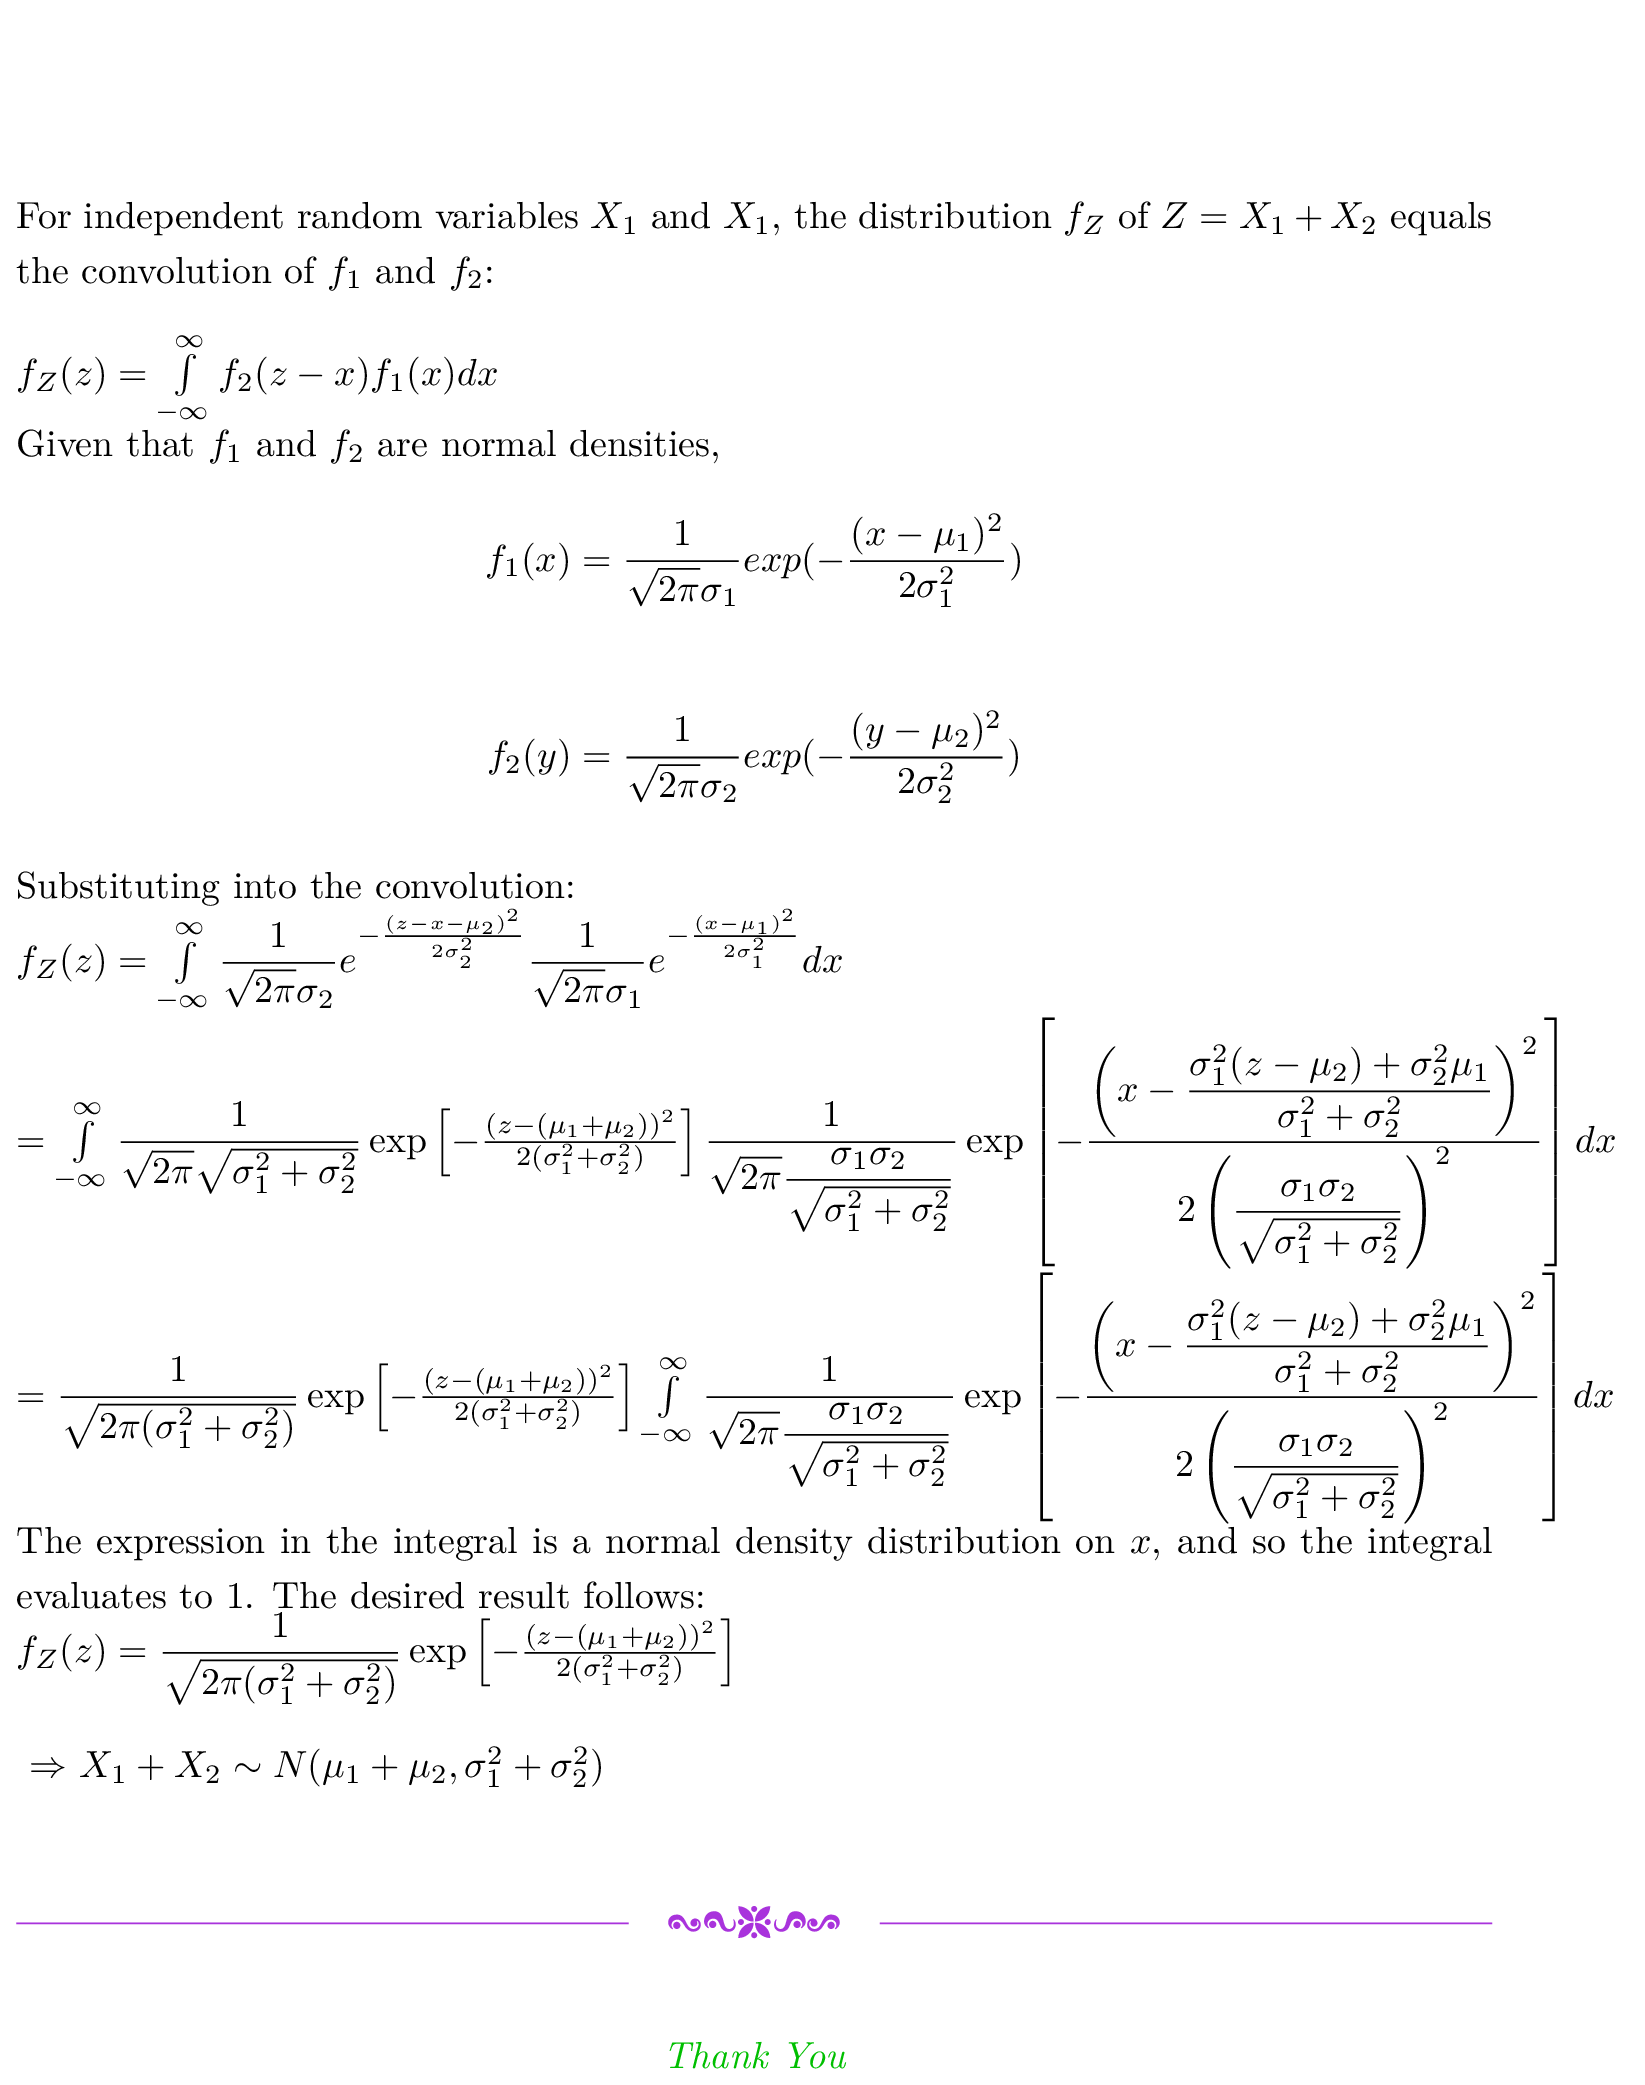 For independent random variables $X_1$ and $X_1$, the distribution $f_Z$ of $Z = X_1 + X_2$ equals
the convolution of $f_1$ and $f_2$:
$f_Z(z) = \int\limits_{-\infty}^{\infty} f_2(z-x)f_1(x)dx$
Given that $f_1$ and $f_2$ are normal densities,
$f_1(x) = \frac{1}{\sqrt{2\pi}\sigma_1}exp(-\frac{(x-\mu_1)^2}{2\sigma_1^2})$
$f_2(y) = \frac{1}{\sqrt{2\pi}\sigma_2}exp(-\frac{(y-\mu_2)^2}{2\sigma_2^2})$
Substituting into the convolution:
$f_Z(z) = \int\limits_{-\infty}^{\infty} \frac{1}{\sqrt{2\pi}\sigma_2}e^{-\frac{(z-x-\mu_2)^2}{2\sigma_2^2}}\frac{1}{\sqrt{2\pi}\sigma_1}e^{-\frac{(x-\mu_1)^2}{2\sigma_1^2}}dx$
$= \int\limits_{-\infty}^{\infty} \frac{1}{\sqrt{2\pi}\sqrt{\sigma_1^2+\sigma_2^2}}\exp\left[-\frac{(z-(\mu_1+\mu_2))^2}{2(\sigma_1^2+\sigma_2^2)}\right]\frac{1}{\sqrt{2\pi}\frac{\sigma_1\sigma_2}{\sqrt{\sigma_1^2+\sigma_2^2}}}\exp\left[-\frac{\left(x-\frac{\sigma_1^2(z-\mu_2)+\sigma_2^2\mu_1}{\sigma_1^2+\sigma_2^2}\right)^2}{2\left(\frac{\sigma_1\sigma_2}{\sqrt{\sigma_1^2+\sigma_2^2}}\right)^2}\right]dx$
$= \frac{1}{\sqrt{2\pi(\sigma_1^2+\sigma_2^2)}}\exp\left[-\frac{(z-(\mu_1+\mu_2))^2}{2(\sigma_1^2+\sigma_2^2)}\right]\int\limits_{-\infty}^{\infty}\frac{1}{\sqrt{2\pi}\frac{\sigma_1\sigma_2}{\sqrt{\sigma_1^2+\sigma_2^2}}}\exp\left[-\frac{\left(x-\frac{\sigma_1^2(z-\mu_2)+\sigma_2^2\mu_1}{\sigma_1^2+\sigma_2^2}\right)^2}{2\left(\frac{\sigma_1\sigma_2}{\sqrt{\sigma_1^2+\sigma_2^2}}\right)^2}\right]dx$
The expression in the integral is a normal density distribution on $x$, and so the integral
evaluates to 1. The desired result follows:
$f_Z(z) = \frac{1}{\sqrt{2\pi(\sigma_1^2+\sigma_2^2)}}\exp\left[-\frac{(z-(\mu_1+\mu_2))^2}{2(\sigma_1^2+\sigma_2^2)}\right]$
$\Rightarrow X_1 + X_2 \sim N(\mu_1+\mu_2, \sigma_1^2+\sigma_2^2)$
Thank You